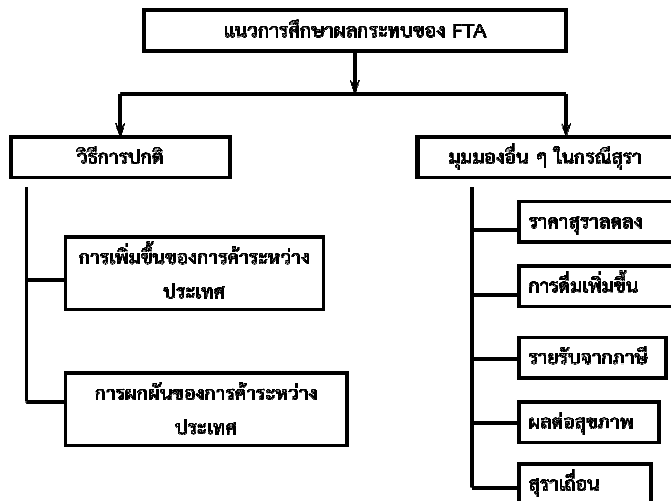 แนวการศึกษาผลกระทบของ FTA
วิธีการปกติ
มุมมองอื่น ๆ ในกรณีสุรา
การเพิ่มขึ้นของการค้าระหว่าง
ประเทศ
การผกผันของการค้าระหว่าง
ประเทศ
ราคาสุราลดลง
การดื่มเพิ่มขึ้น
รายรับจากภาษี
ผลต่อสุขภาพ
สุราเถื่อน